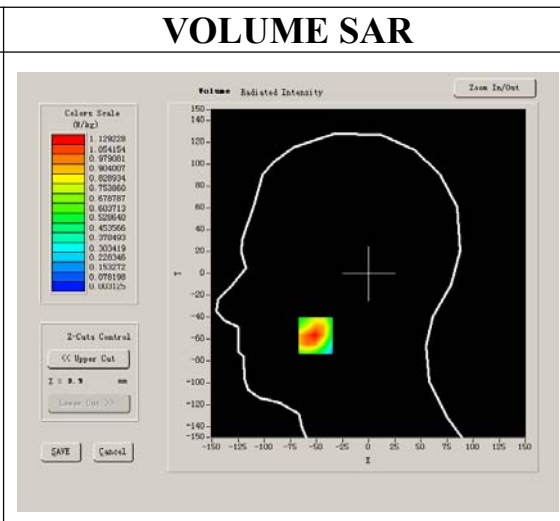 VOLUME SAR
Volume Radiated Intensity
Zoom In/Out
Colors Scale
(W/kg)
1.129228
1.054154
0.979081
0.904007
0.828934
0.753860
0.678787
0.603713
0.528640
0.453566
0.378493
0.303419
0.228346
0.153272
0.078198
0.003125
150
140
120
100
80
60
40
20
0
-20
-40
-60
-80
-100
-120
-140
-150
Y
-150 -125 -100 -75 -50 -25 0 25 50 75 100 125 150
X
Z-Cuts Control
<< Upper Cut
mm
Lower Cut >>
SAVE
Cancel